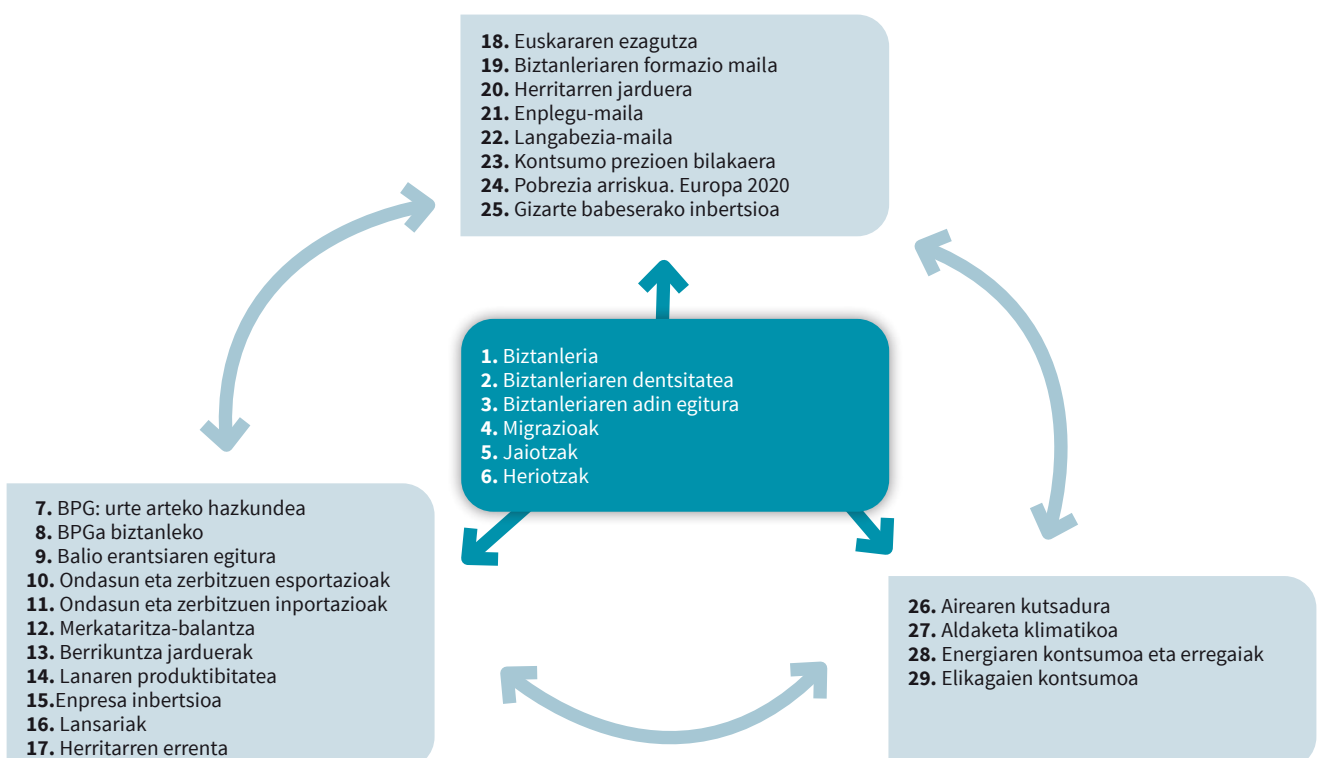 18. Euskararen ezagutza
19. Biztanleriaren formazio maila
20. Herritarren jarduera
21. Enplegu-maila
22. Langabezia-maila
23. Kontsumo prezioen bilakaera
24. Pobrezia arriskua. Europa 2020
25. Gizarte babeserako inbertsioa
1. Biztanleria
2. Biztanleriaren dentsitatea
3. Biztanleriaren adin egitura
4. Migrazioak
5. Jaiotzak
6. Heriotzak
7. BPG: urte arteko hazkundea
8. BPGa biztanleko
9. Balio erantsiaren egitura
10. Ondasun eta zerbitzuen esportazioak
11. Ondasun eta zerbitzuen inportazioak
12. Merkataritza-balantza
13. Berrikuntza jarduerak
14. Lanaren produktibitatea
15.Enpresa inbertsioa
16. Lansariak
17. Herritarren errenta
26. Airearen kutsadura
27. Aldaketa klimatikoa
28. Energiaren kontsumoa eta erregaiak
29. Elikagaien kontsumoa